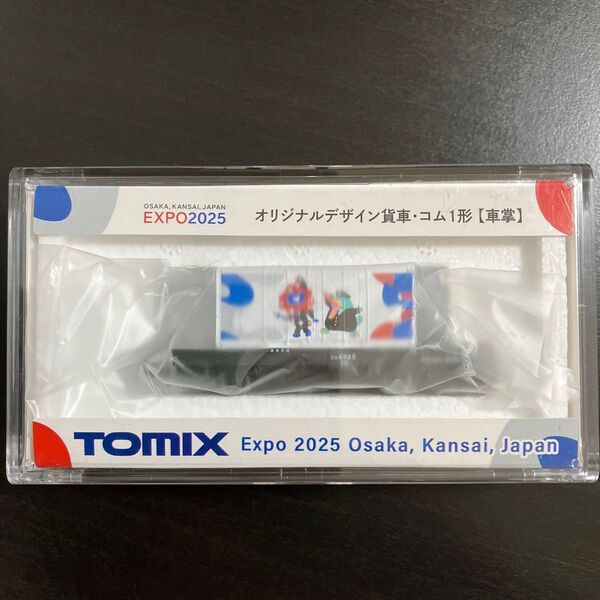 OSAKA, KANSAI, JAPAN
EXPO2025
オリジナルデザイン貨車・コム1形【車掌】
TOMIX
Expo 2025 Osaka, Kansai, Japan